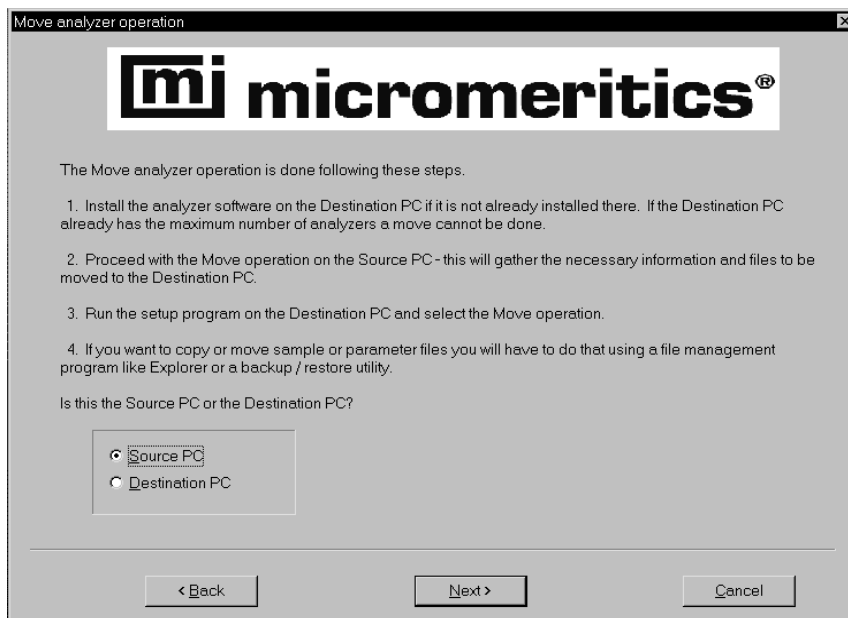 Move analyzer operation
mi micromeritics®
The Move analyzer operation is done following these steps.
1. Install the analyzer software on the Destination PC if it is not already installed there. If the Destination PC
already has the maximum number of analyzers a move cannot be done.
2. Proceed with the Move operation on the Source PC - this will gather the necessary information and files to be
moved to the Destination PC.
3. Run the setup program on the Destination PC and select the Move operation.
4. If you want to copy or move sample or parameter files you will have to do that using a file management
program like Explorer or a backup / restore utility.
Is this the Source PC or the Destination PC?
Source PC
Destination PC
< Back Next > Cancel